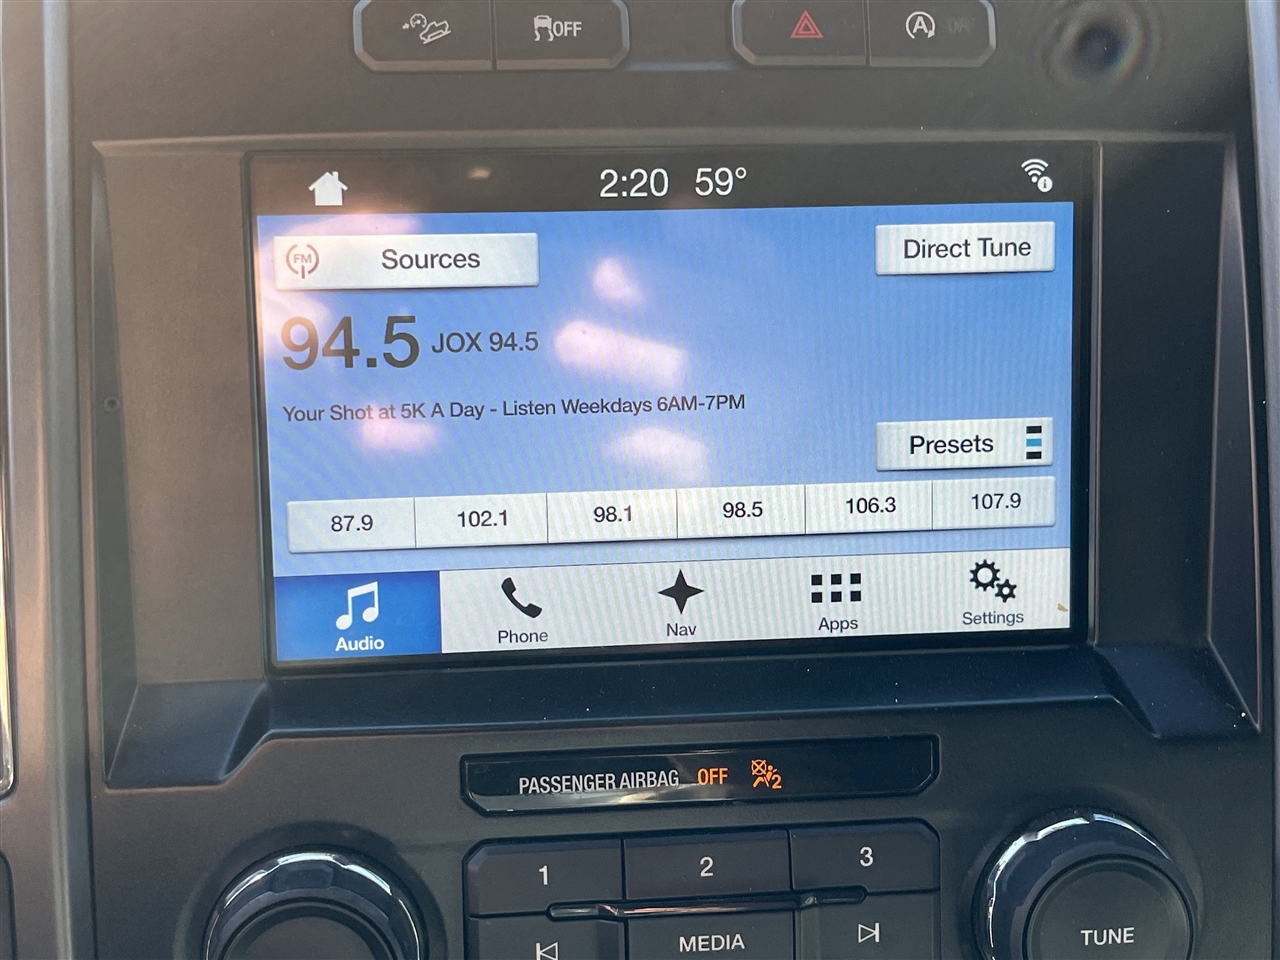 OFF
A OFF
2:20 59°
FM Sources
Direct Tune
94.5 JOX 94.5
Your Shot at 5K A Day - Listen Weekdays 6AM-7PM
Presets
87.9 102.1 98.1 98.5 106.3 107.9
Audio Phone Nav Apps Settings
PASSENGER AIRBAG OFF 2
1 2 3
MEDIA
TUNE